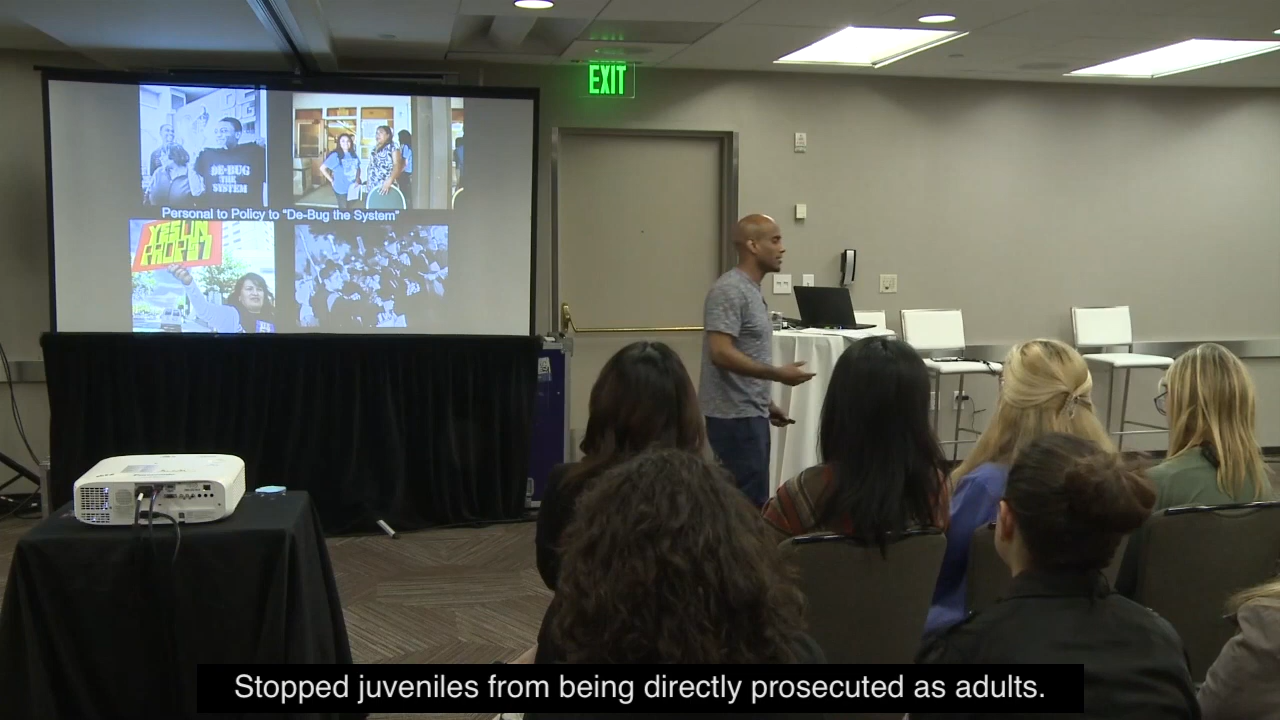 EXIT
DE-BUG
THE
SYSTEM
Personal to Policy to "De-Bug the System"
YES ON
PROP 57
Stopped juveniles from being directly prosecuted as adults.